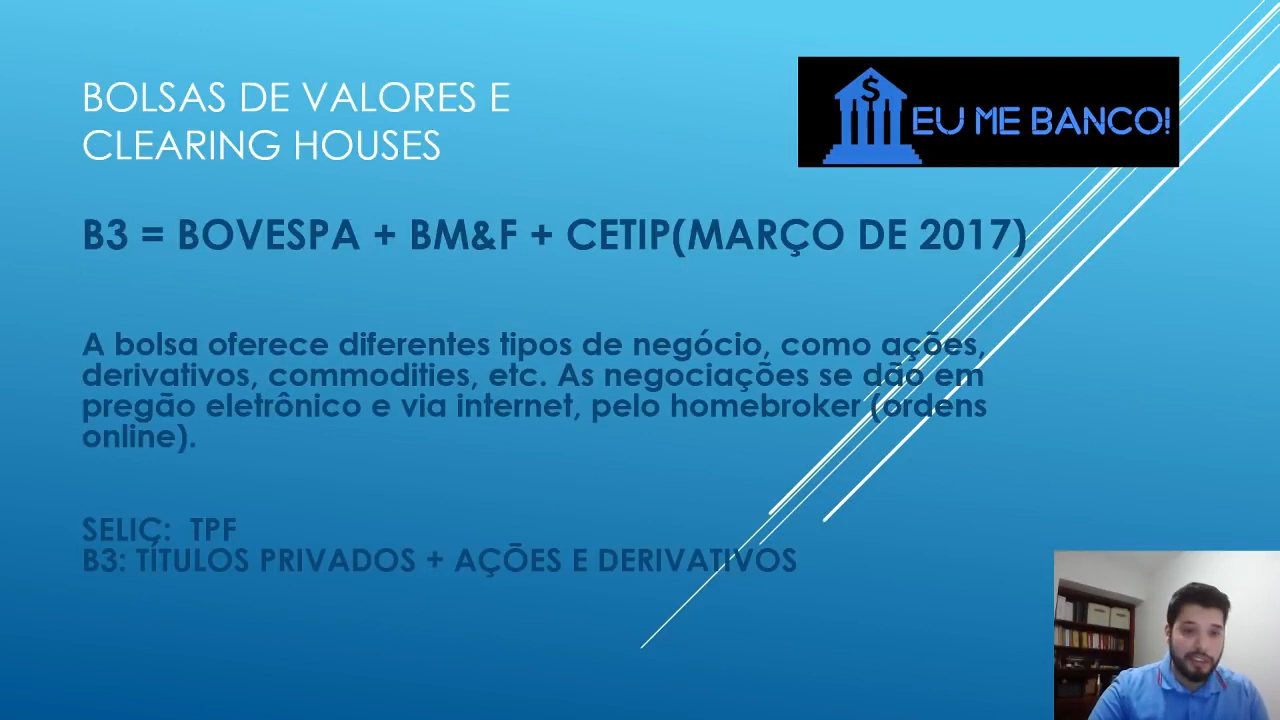 BOLSAS DE VALORES E
CLEARING HOUSES
$
EU ME BANCO!
B3 = BOVESPA + BM&F + CETIP(MARÇO DE 2017)
A bolsa oferece diferentes tipos de negócio, como ações,
derivativos, commodities, etc. As negociações se dão em
pregão eletrônico e via internet, pelo homebroker (ordens
online).
SELIC: TPF
B3: TÍTULOS PRIVADOS + AÇÕES E DERIVATIVOS